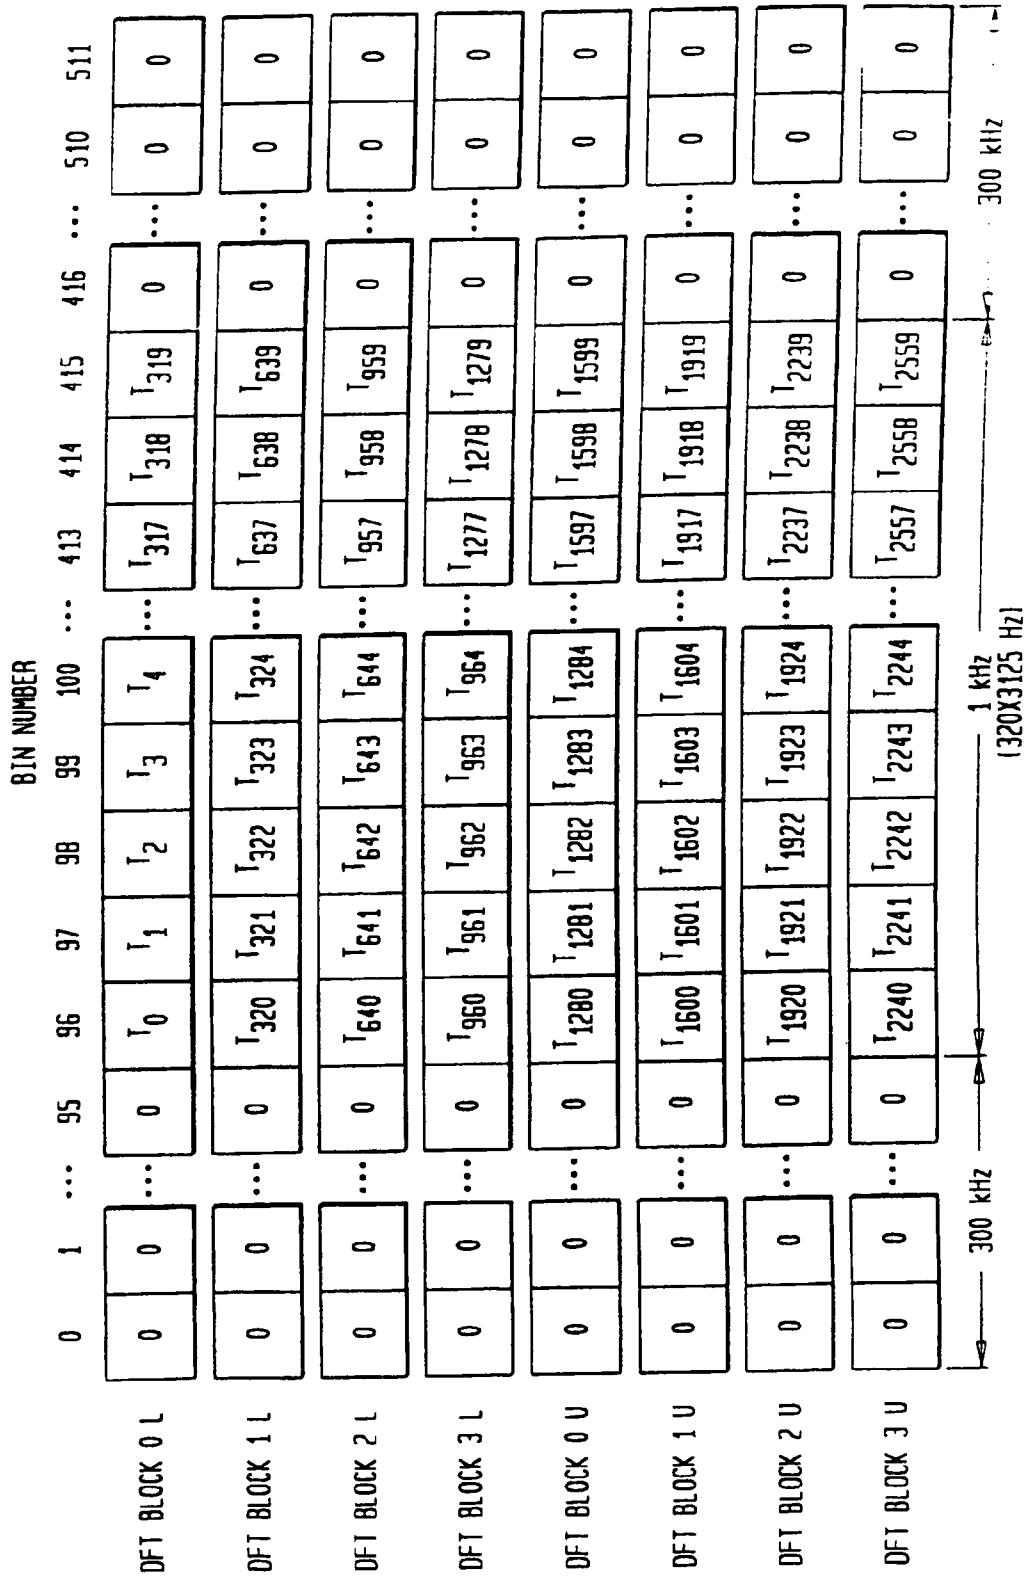 BIN NUMBER
0 1 ... 95 96 97 98 99 100 ... 413 414 415 416 ... 510 511
DFT BLOCK 0 L 0 0 ... 0 T0 T1 T2 T3 T4 ... T317 T318 T319 0 ... 0 0
DFT BLOCK 1 L 0 0 ... 0 T320 T321 T322 T323 T324 ... T637 T638 T639 0 ... 0 0
DFT BLOCK 2 L 0 0 ... 0 T640 T641 T642 T643 T644 ... T957 T958 T959 0 ... 0 0
DFT BLOCK 3 L 0 0 ... 0 T960 T961 T962 T963 T964 ... T1277 T1278 T1279 0 ... 0 0
DFT BLOCK 0 U 0 0 ... 0 T1280 T1281 T1282 T1283 T1284 ... T1597 T1598 T1599 0 ... 0 0
DFT BLOCK 1 U 0 0 ... 0 T1600 T1601 T1602 T1603 T1604 ... T1917 T1918 T1919 0 ... 0 0
DFT BLOCK 2 U 0 0 ... 0 T1920 T1921 T1922 T1923 T1924 ... T2237 T2238 T2239 0 ... 0 0
DFT BLOCK 3 U 0 0 ... 0 T2240 T2241 T2242 T2243 T2244 ... T2557 T2558 T2559 0 ... 0 0
300 kHz 1 kHz 300 kHz
(320X3125 Hz)